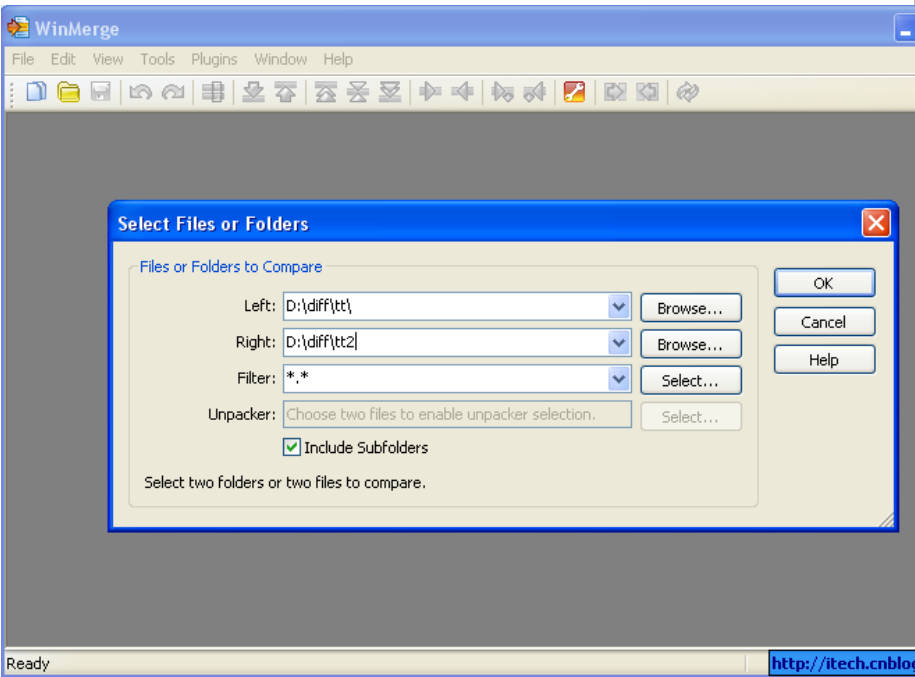 WinMerge
File Edit View Tools Plugins Window Help
Select Files or Folders
Files or Folders to Compare
Left: D:\diff\tt\ Browse...
Right: D:\diff\tt2 Browse...
Filter: *.* Select...
Unpacker: Choose two files to enable unpacker selection. Select...
Include Subfolders
Select two folders or two files to compare.
OK
Cancel
Help
Ready
http://itech.cnblog